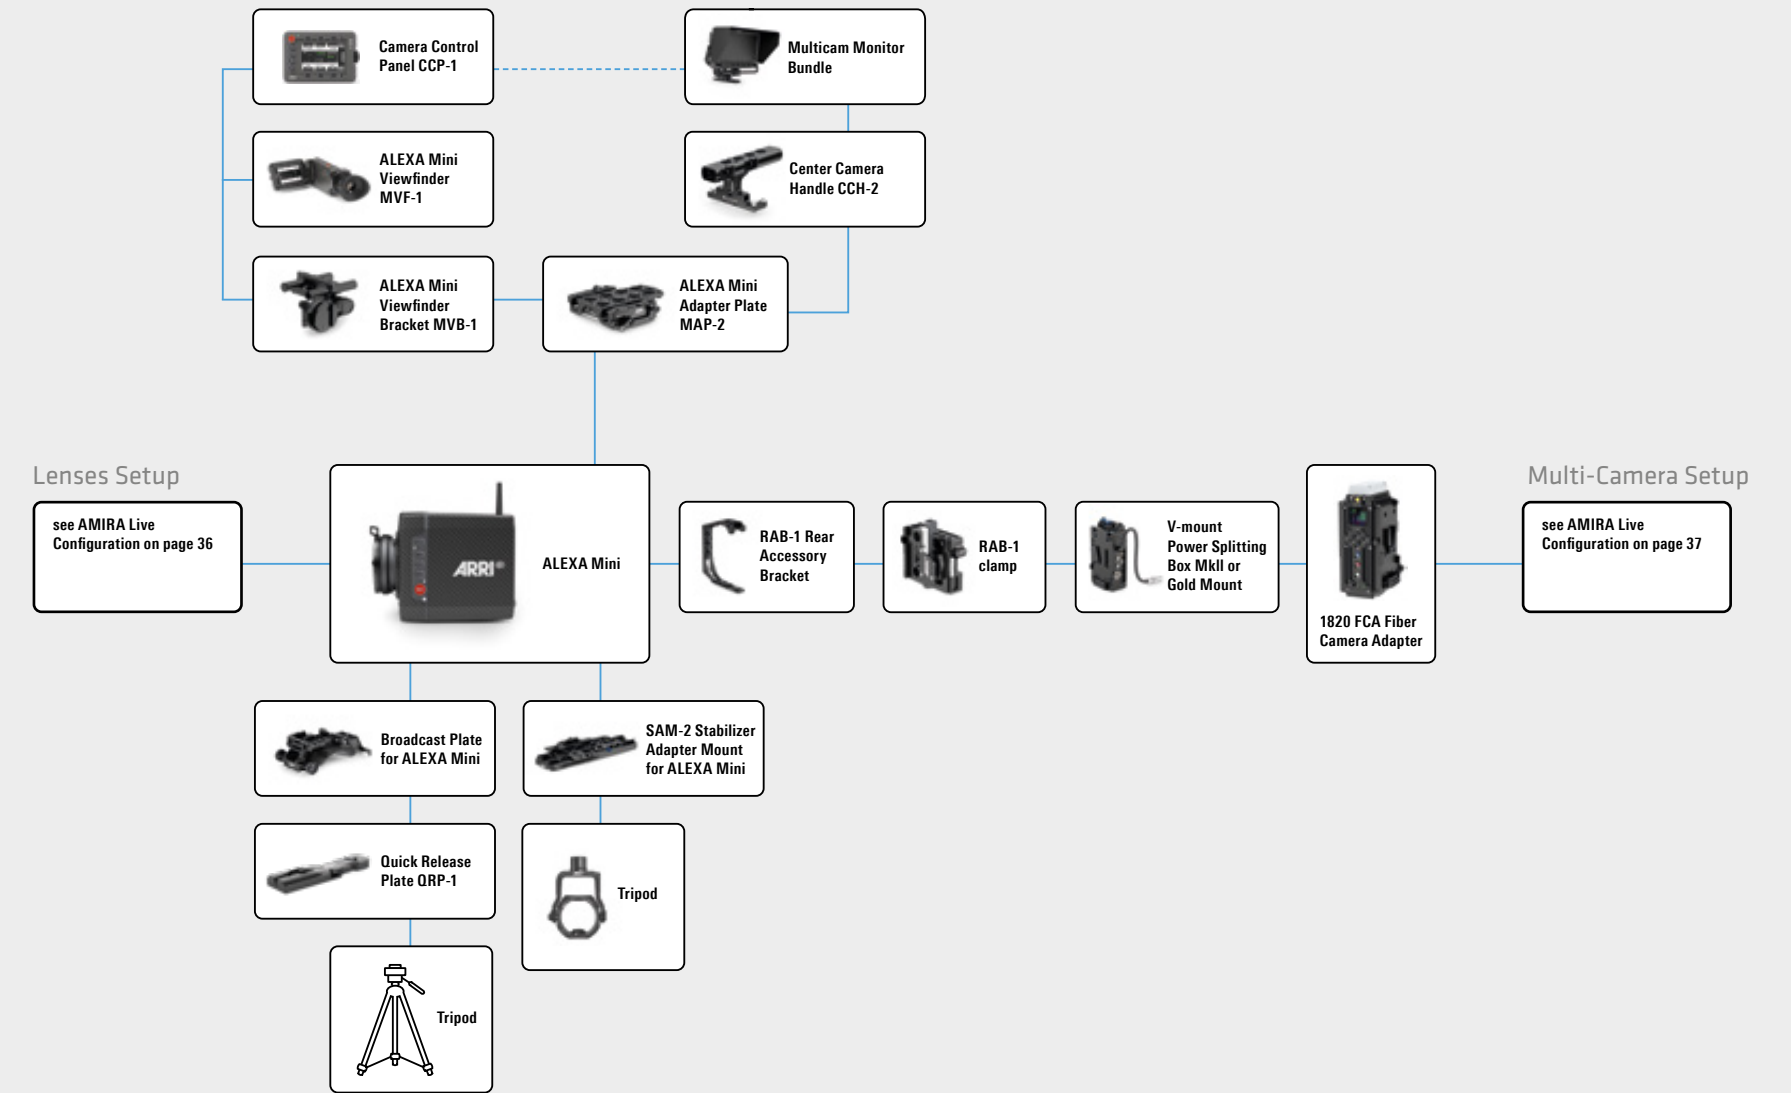 Camera Control
Panel CCP-1
Multicam Monitor
Bundle
ALEXA Mini
Viewfinder
MVF-1
Center Camera
Handle CCH-2
ALEXA Mini
Viewfinder
Bracket MVB-1
ALEXA Mini
Adapter Plate
MAP-2
Lenses Setup
see AMIRA Live
Configuration on page 36
ARRI
ALEXA Mini
RAB-1 Rear
Accessory
Bracket
RAB-1
clamp
V-mount
Power Splitting
Box MkII or
Gold Mount
1820 FCA Fiber
Camera Adapter
Multi-Camera Setup
see AMIRA Live
Configuration on page 37
Broadcast Plate
for ALEXA Mini
SAM-2 Stabilizer
Adapter Mount
for ALEXA Mini
Quick Release
Plate QRP-1
Tripod
Tripod